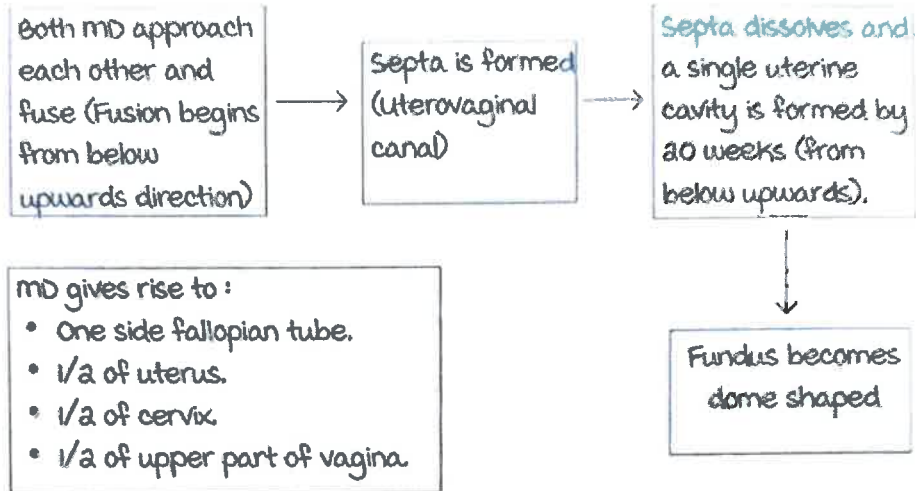 Both MD approach
each other and
fuse (Fusion begins
from below
upwards direction)
Septa is formed
(uterovaginal
canal)
Septa dissolves and
a single uterine
cavity is formed by
20 weeks (from
below upwards).
Fundus becomes
dome shaped
MD gives rise to :
• One side fallopian tube.
• 1/2 of uterus.
• 1/2 of cervix.
• 1/2 of upper part of vagina.